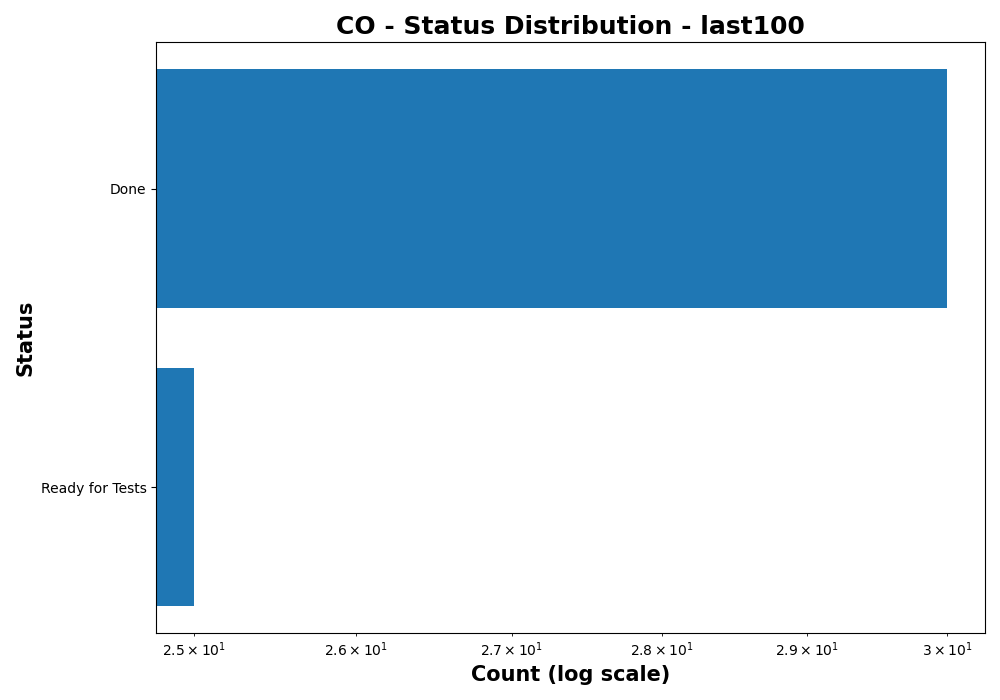 CO - Status Distribution - last100
Done
Status
Ready for Tests
2.5 × 10¹
2.6 × 10¹
2.7 × 10¹
2.8 × 10¹
2.9 × 10¹
3 × 10¹
Count (log scale)